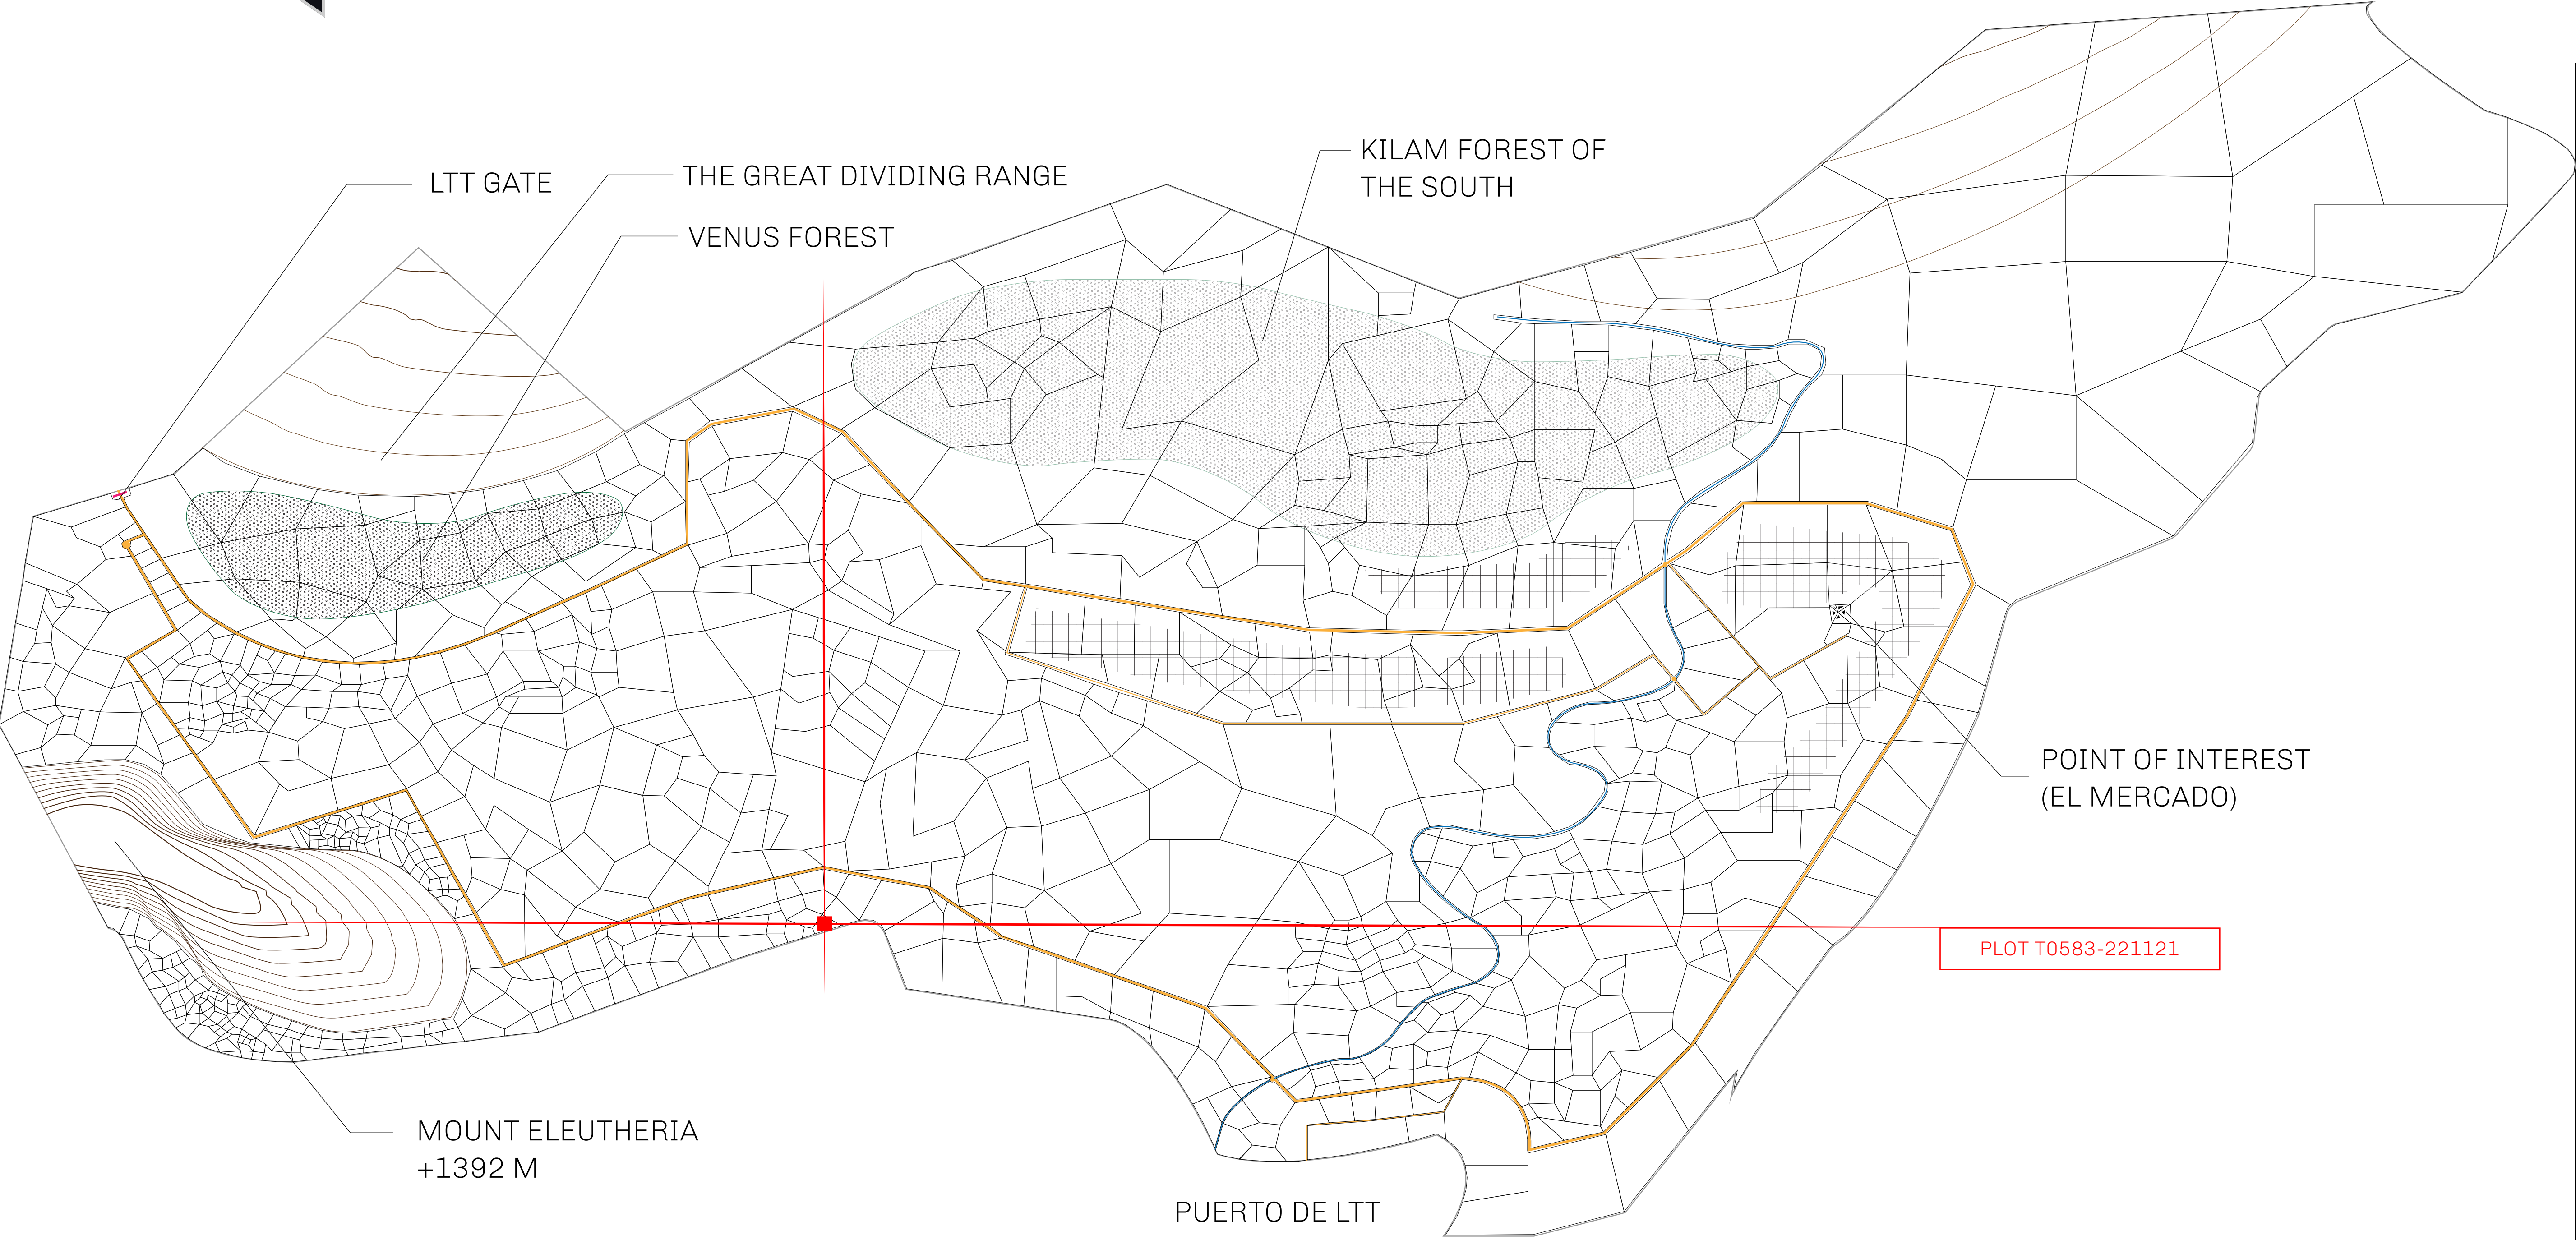 KILAM FOREST OF
THE SOUTH
LTT GATE
THE GREAT DIVIDING RANGE
VENUS FOREST
POINT OF INTEREST
(EL MERCADO)
PLOT T0583-221121
MOUNT ELEUTHERIA
+1392 M
PUERTO DE LTT